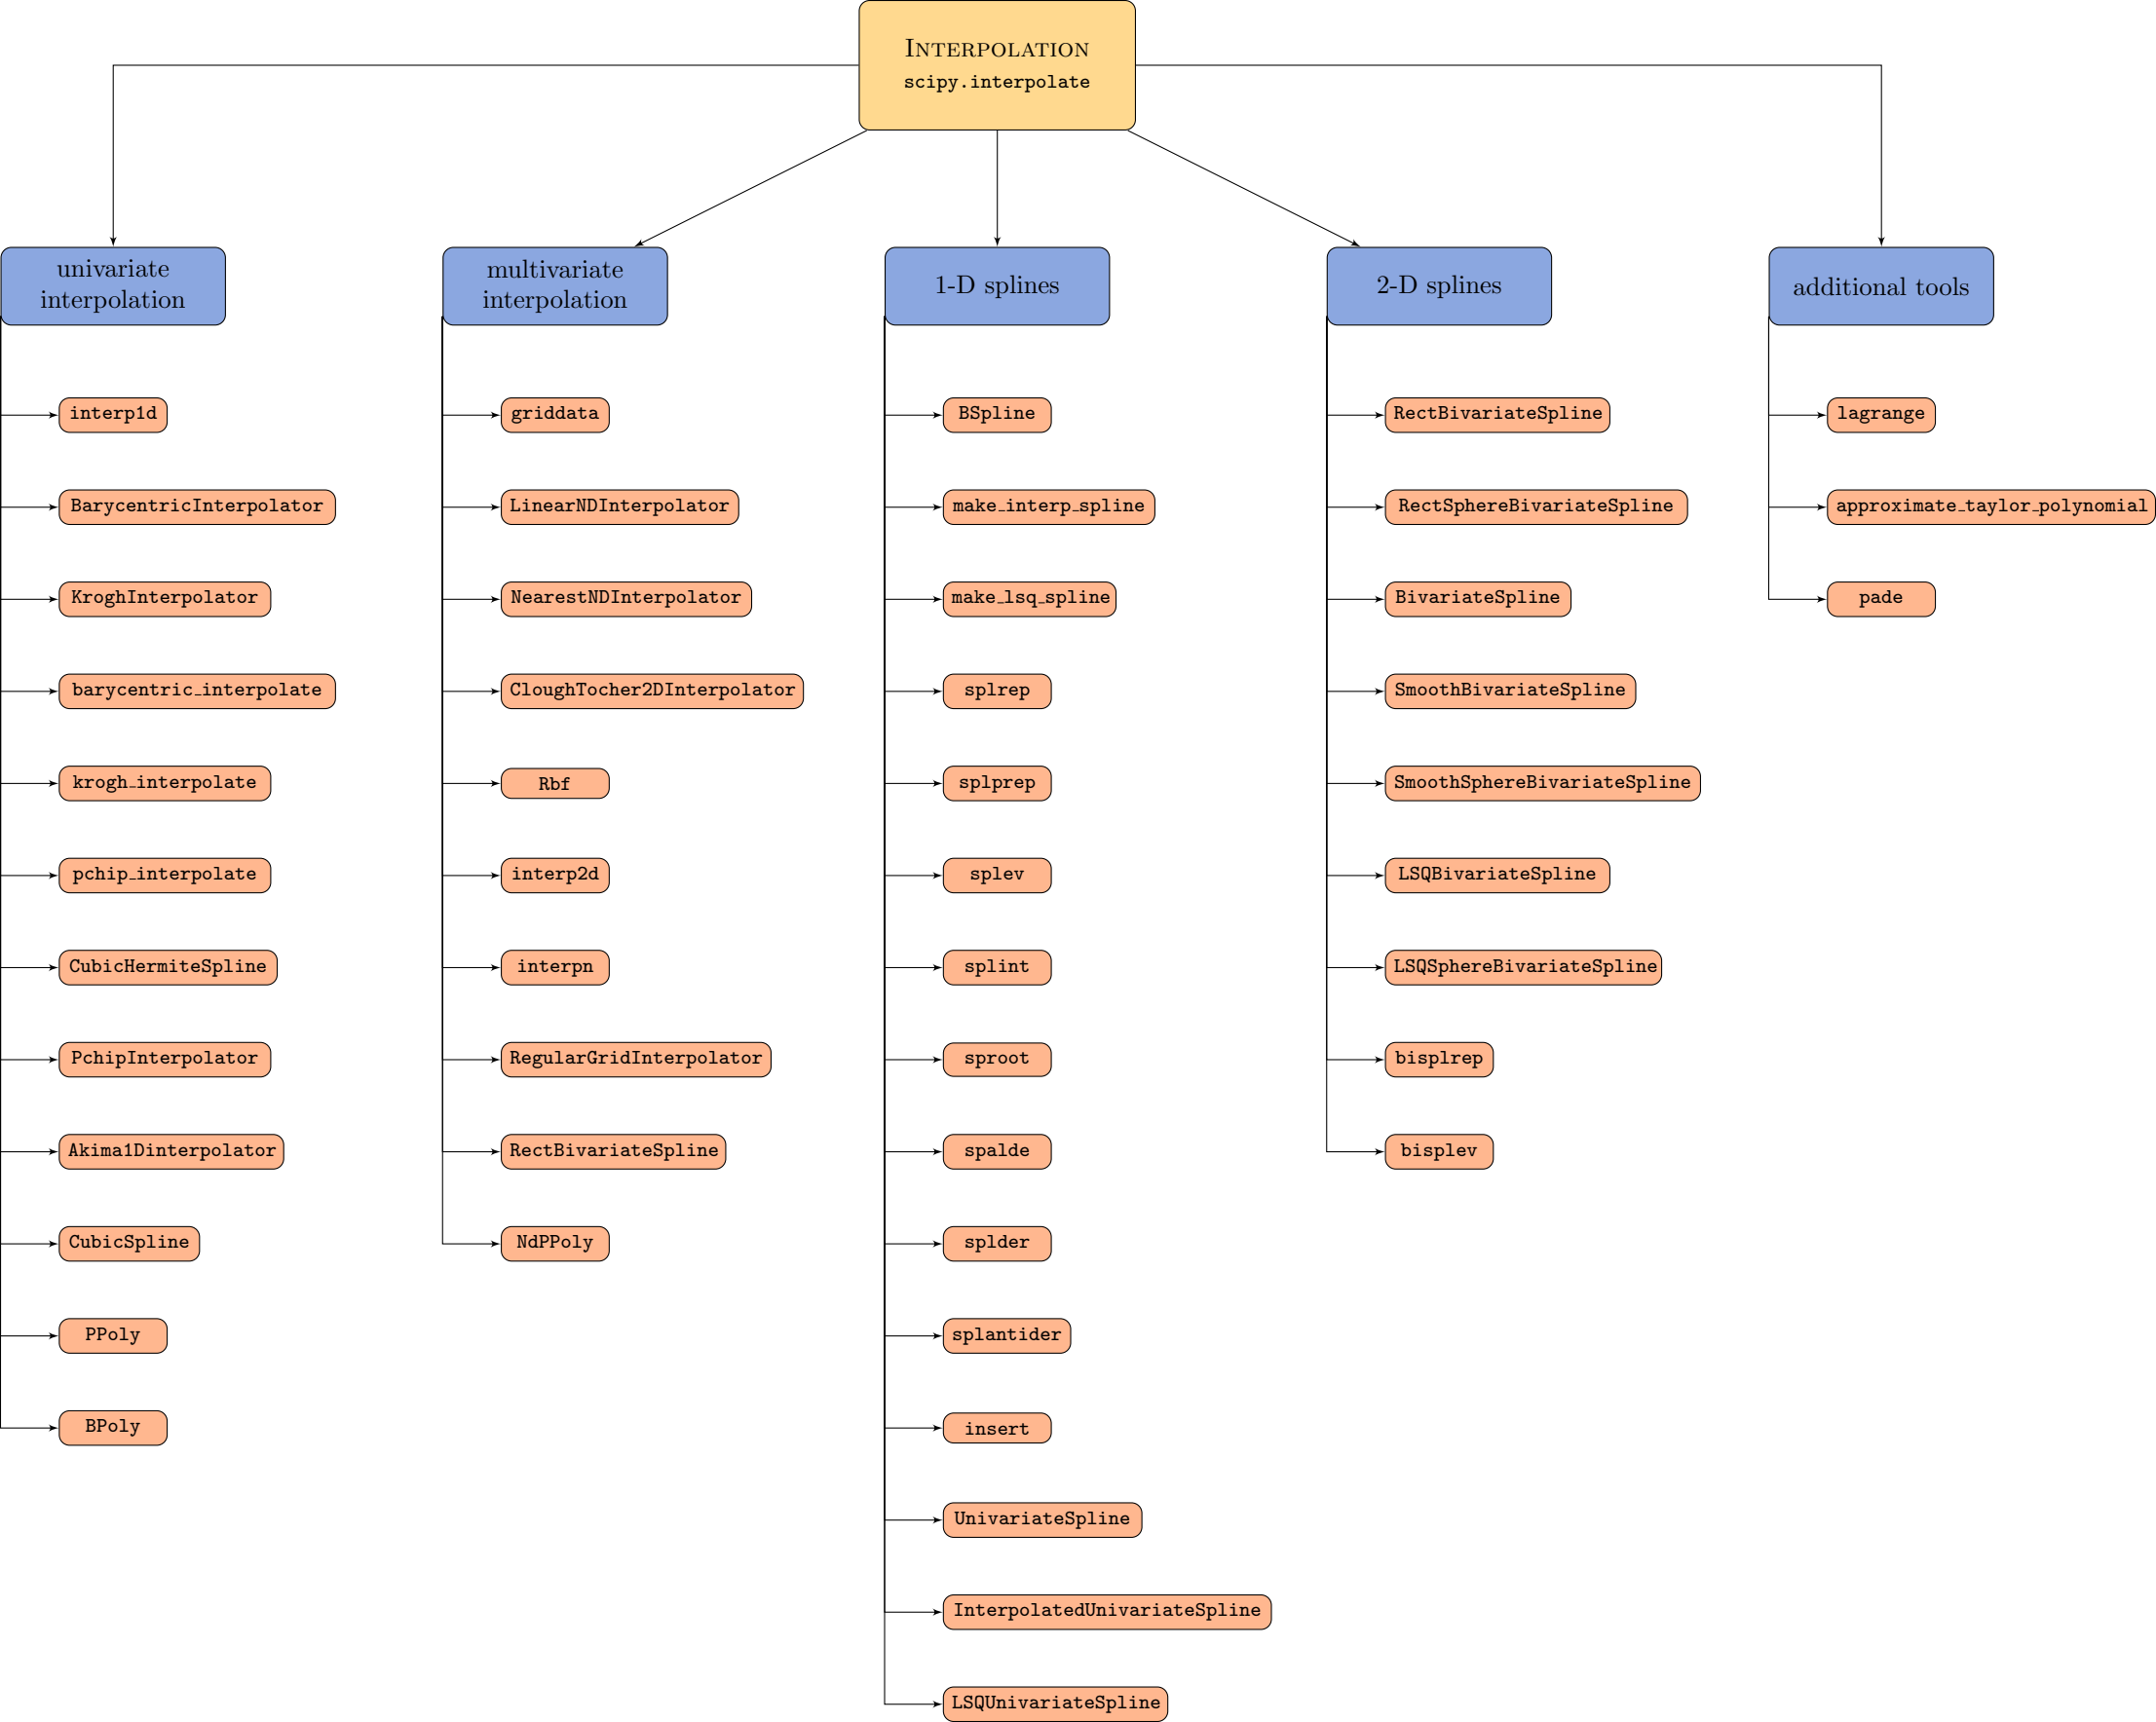 INTERPOLATION
scipy.interpolate
univariate
interpolation
multivariate
interpolation
1-D splines
2-D splines
additional tools
interp1d
BarycentricInterpolator
KroghInterpolator
barycentric_interpolate
krogh_interpolate
pchip_interpolate
CubicHermiteSpline
PchipInterpolator
Akima1Dinterpolator
CubicSpline
PPoly
BPoly
griddata
LinearNDInterpolator
NearestNDInterpolator
CloughTocher2DInterpolator
Rbf
interp2d
interpn
RegularGridInterpolator
RectBivariateSpline
NdPPoly
BSpline
make_interp_spline
make_lsq_spline
splrep
splprep
splev
splint
sproot
spalde
splder
splantider
insert
UnivariateSpline
InterpolatedUnivariateSpline
LSQUnivariateSpline
RectBivariateSpline
RectSphereBivariateSpline
BivariateSpline
SmoothBivariateSpline
SmoothSphereBivariateSpline
LSQBivariateSpline
LSQSphereBivariateSpline
bisplrep
bisplev
lagrange
approximate_taylor_polynomial
pade